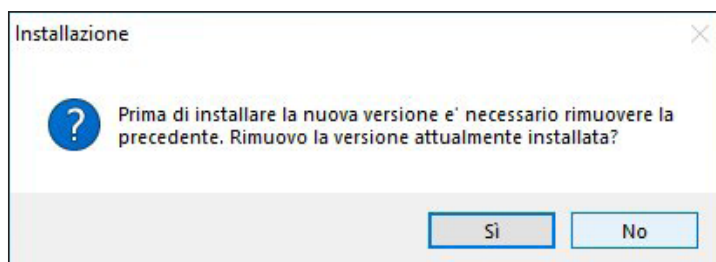 Installazione
Prima di installare la nuova versione e' necessario rimuovere la
precedente. Rimuovo la versione attualmente installata?
Sì
No